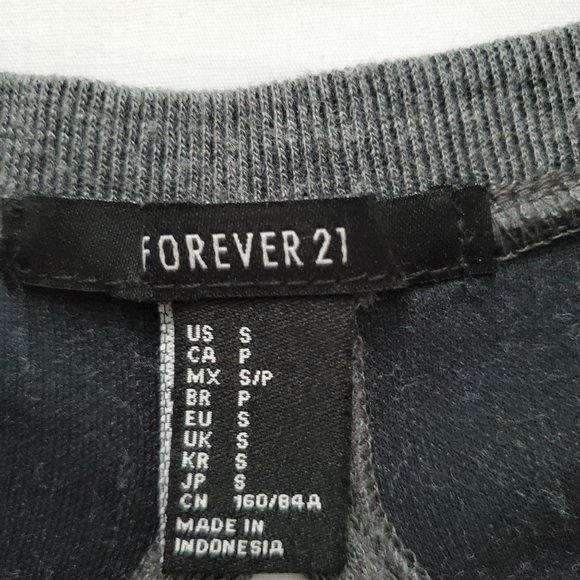 FOREVER 21
US S
CA P
MX S/P
BR P
EU S
UK S
KR S
JP S
CN 160/84A
MADE IN
INDONESIA